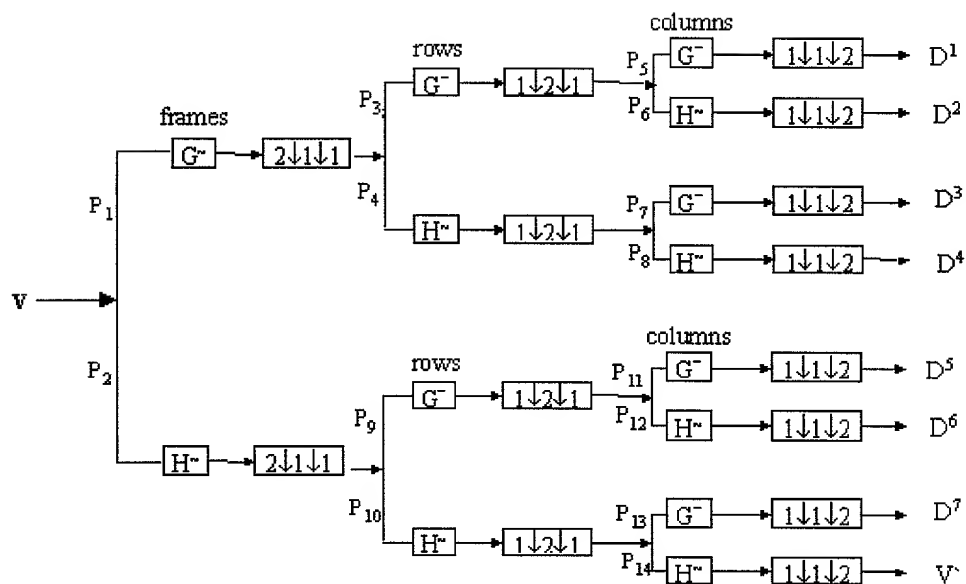 columns
rows
P₅ G⁻ 1↓1↓2 D¹
P₃ G⁻ 1↓2↓1
P₆ H~ 1↓1↓2 D²
frames
G~ 2↓1↓1
P₁ P₄ P₇ G⁻ 1↓1↓2 D³
H~ 1↓2↓1
P₈ H~ 1↓1↓2 D⁴
V
columns
P₂ rows
P₁₁ G⁻ 1↓1↓2 D⁵
P₉ G⁻ 1↓2↓1
P₁₂ H~ 1↓1↓2 D⁶
H~ 2↓1↓1
P₁₀ P₁₃ G⁻ 1↓1↓2 D⁷
H~ 1↓2↓1
P₁₄ H~ 1↓1↓2 V`